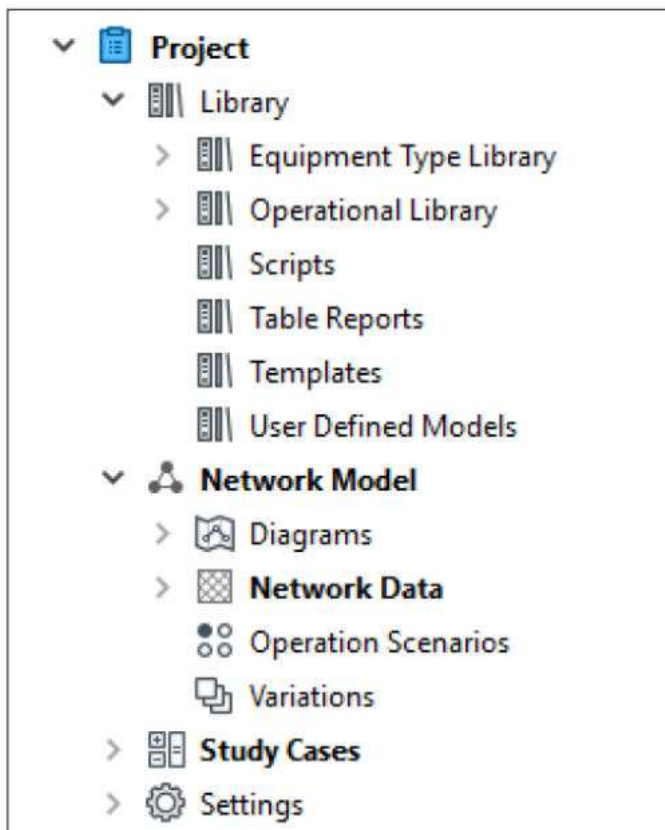 Project
Library
Equipment Type Library
Operational Library
Scripts
Table Reports
Templates
User Defined Models
Network Model
Diagrams
Network Data
Operation Scenarios
Variations
Study Cases
Settings